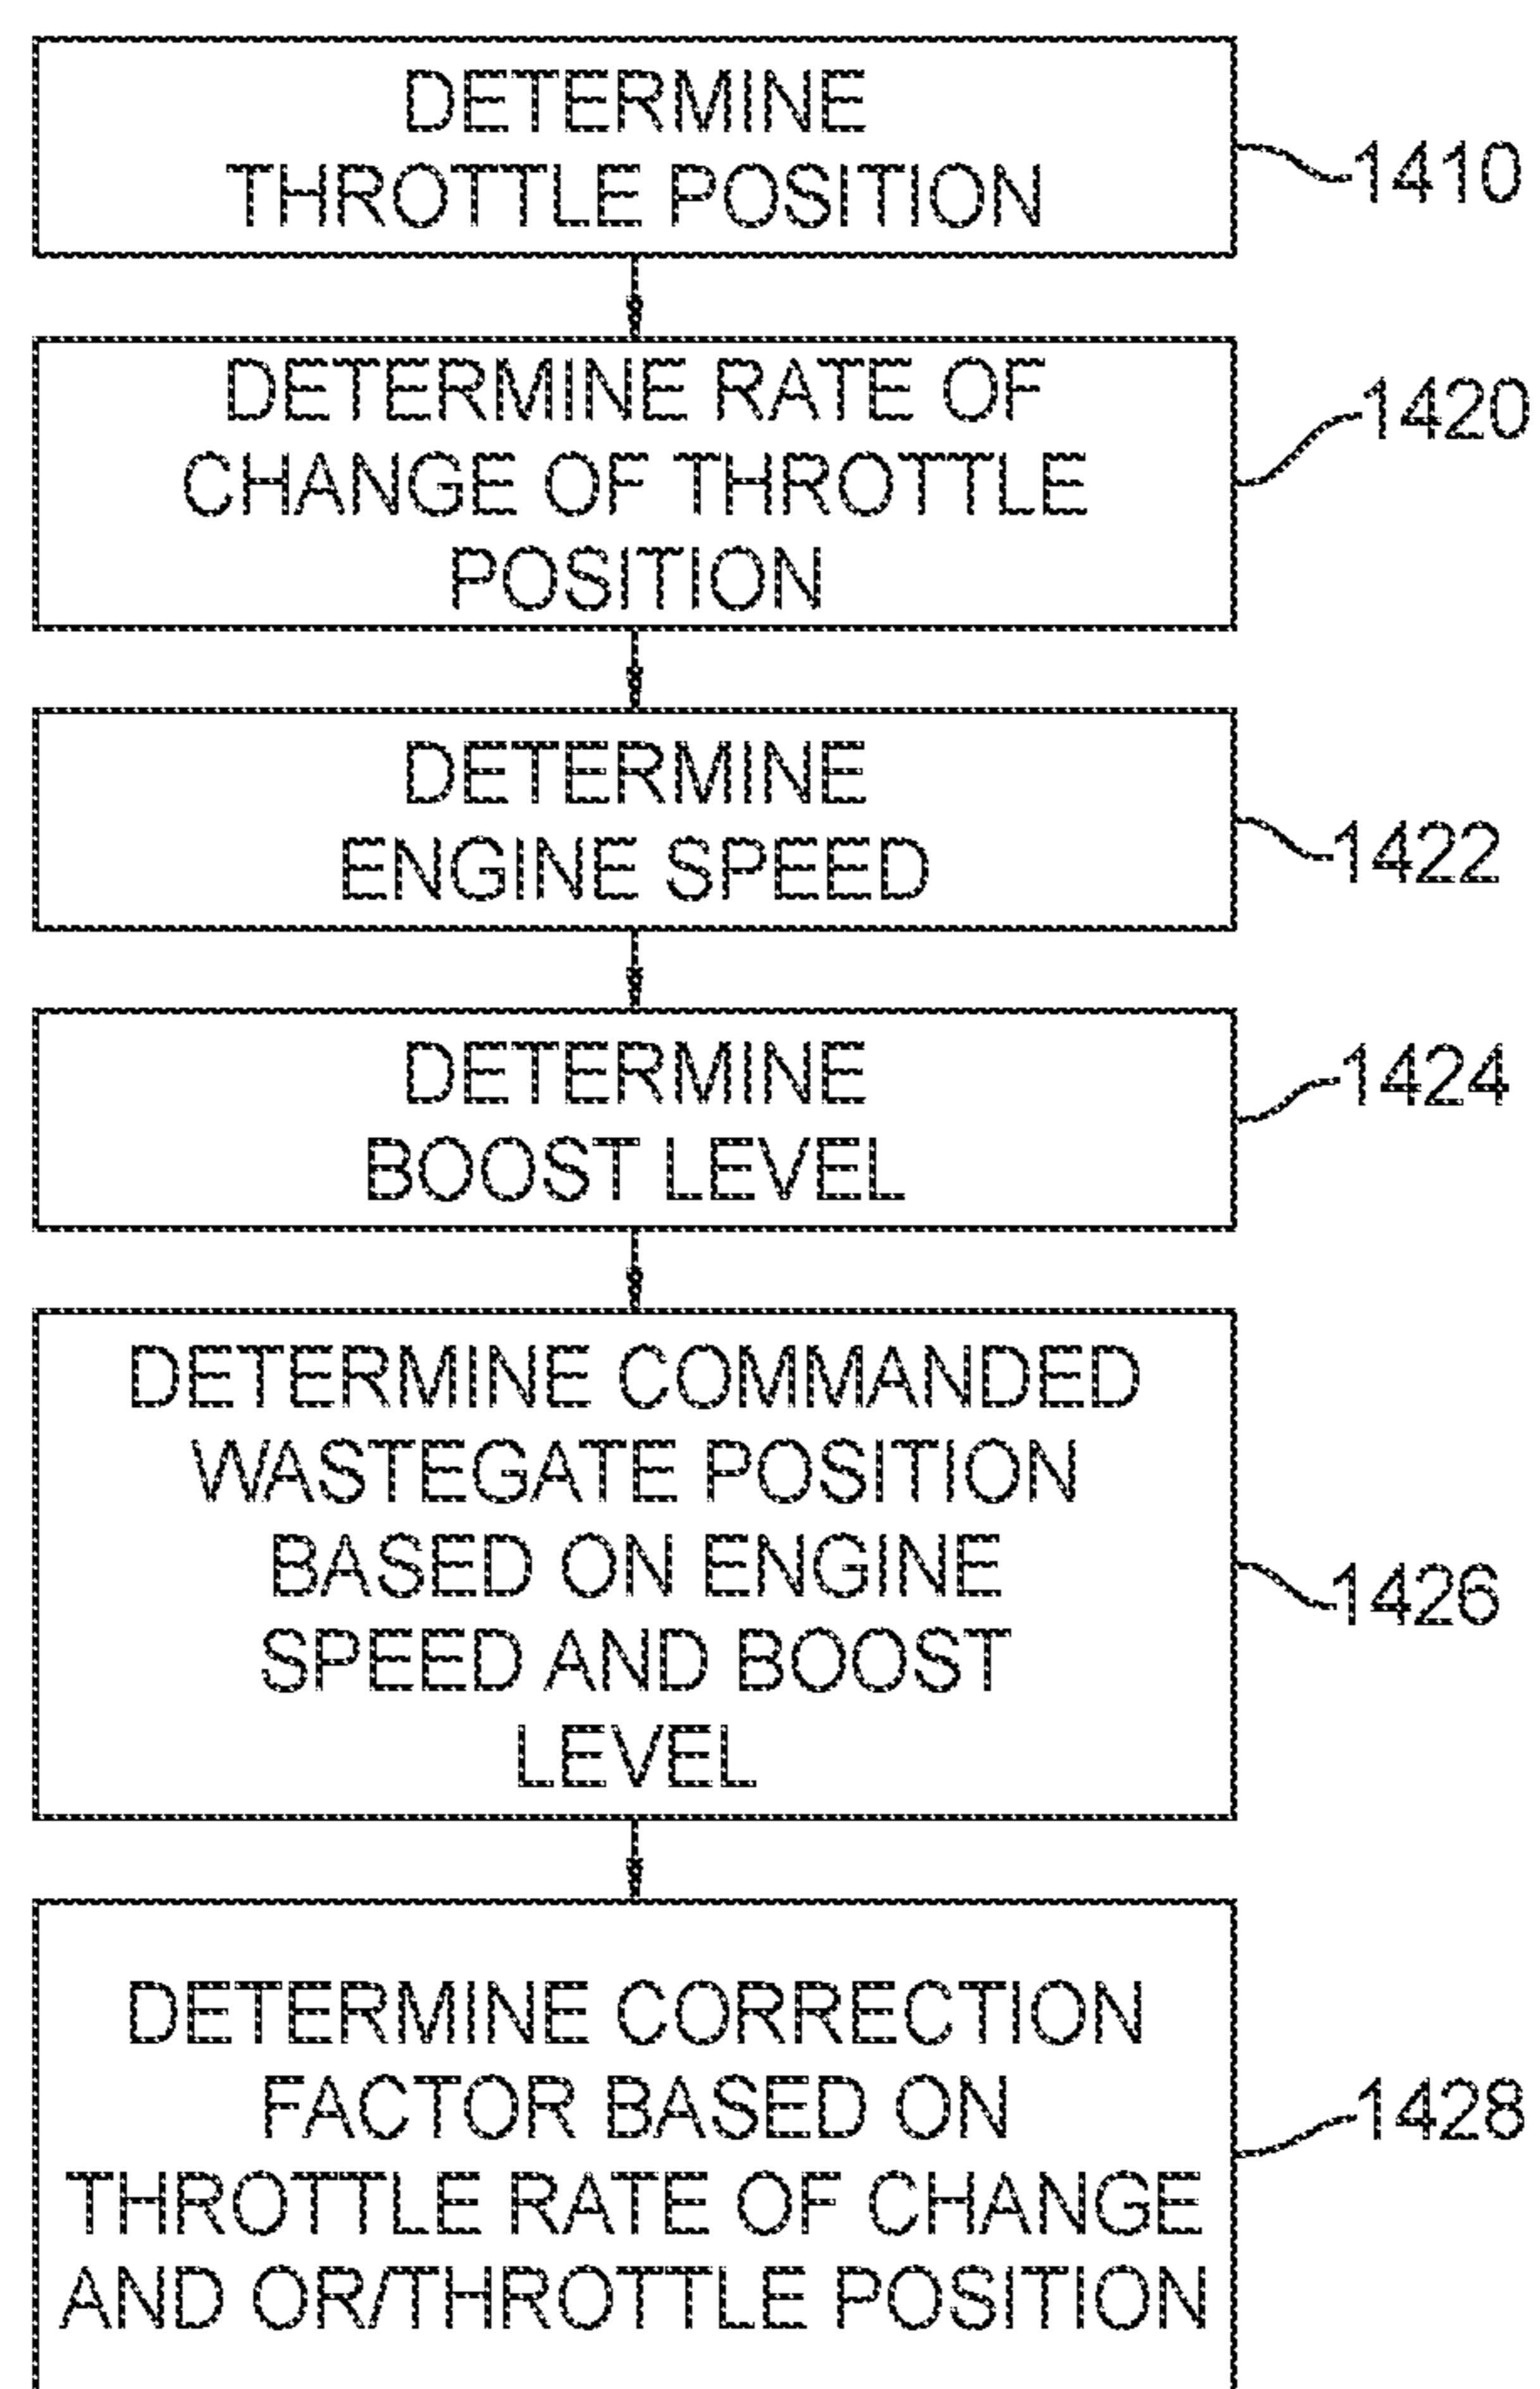 DETERMINE
THROTTLE POSITION
1410
DETERMINE RATE OF
CHANGE OF THROTTLE
POSITION
1420
DETERMINE
ENGINE SPEED
1422
DETERMINE
BOOST LEVEL
1424
DETERMINE COMMANDED
WASTEGATE POSITION
BASED ON ENGINE
SPEED AND BOOST
LEVEL
1426
DETERMINE CORRECTION
FACTOR BASED ON
THROTTLE RATE OF CHANGE
AND OR/THROTTLE POSITION
1428